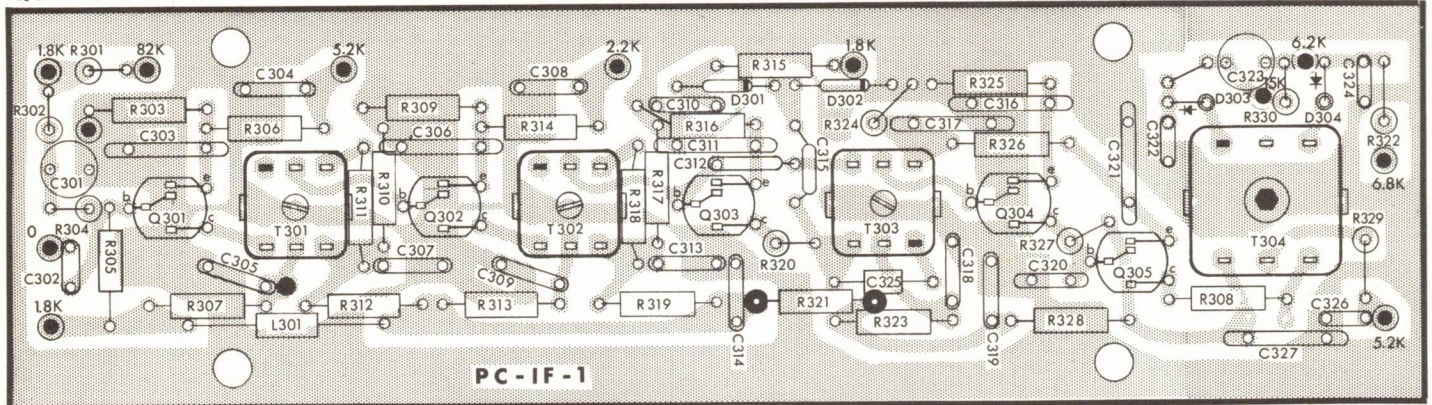 1.8K R301 82K
5.2K
2.2K
1.8K
6.2K
C304
C308
R315
R325
C323
C324
R302
R303
R309
C310
D301
D302
C316
D303
15K
R330
D304
R306
R314
R316
R324
C317
R322
C303
C306
C311
R326
C321
C322
C301
C312
C315
6.8K
b e Q301 c
T301
R311
R310
b e Q302 c
T302
R318
R317
b e Q303 c
T303
b e Q304 c
T304
R329
0
R304
R305
C302
C305
C307
C309
C313
R320
C325
C318
R327
b e Q305 c
C320
1.8K
R307
R312
R313
R319
R321
R308
C326
L301
C314
R323
C319
R328
C327
5.2K
PC-IF-1